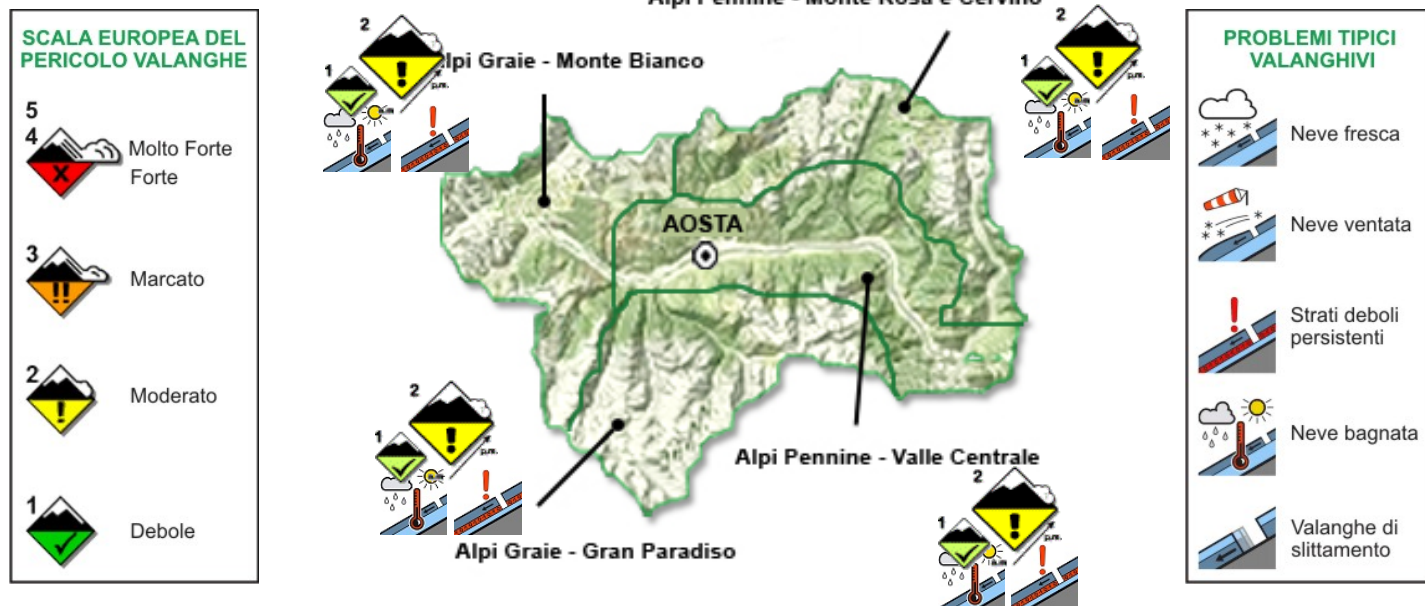 SCALA EUROPEA DEL
PERICOLO VALANGHE
5
4
Molto Forte
Forte
3
Marcato
2
Moderato
1
Debole
Alpi Pennine - Monte Rosa e Cervino
2
1
a.m.
p.m.
lpi Graie - Monte Bianco
2
1
a.m.
p.m.
AOSTA
2
1
a.m.
p.m.
Alpi Graie - Gran Paradiso
Alpi Pennine - Valle Centrale
2
1
a.m.
p.m.
PROBLEMI TIPICI
VALANGHIVI
Neve fresca
Neve ventata
Strati deboli
persistenti
Neve bagnata
Valanghe di
slittamento